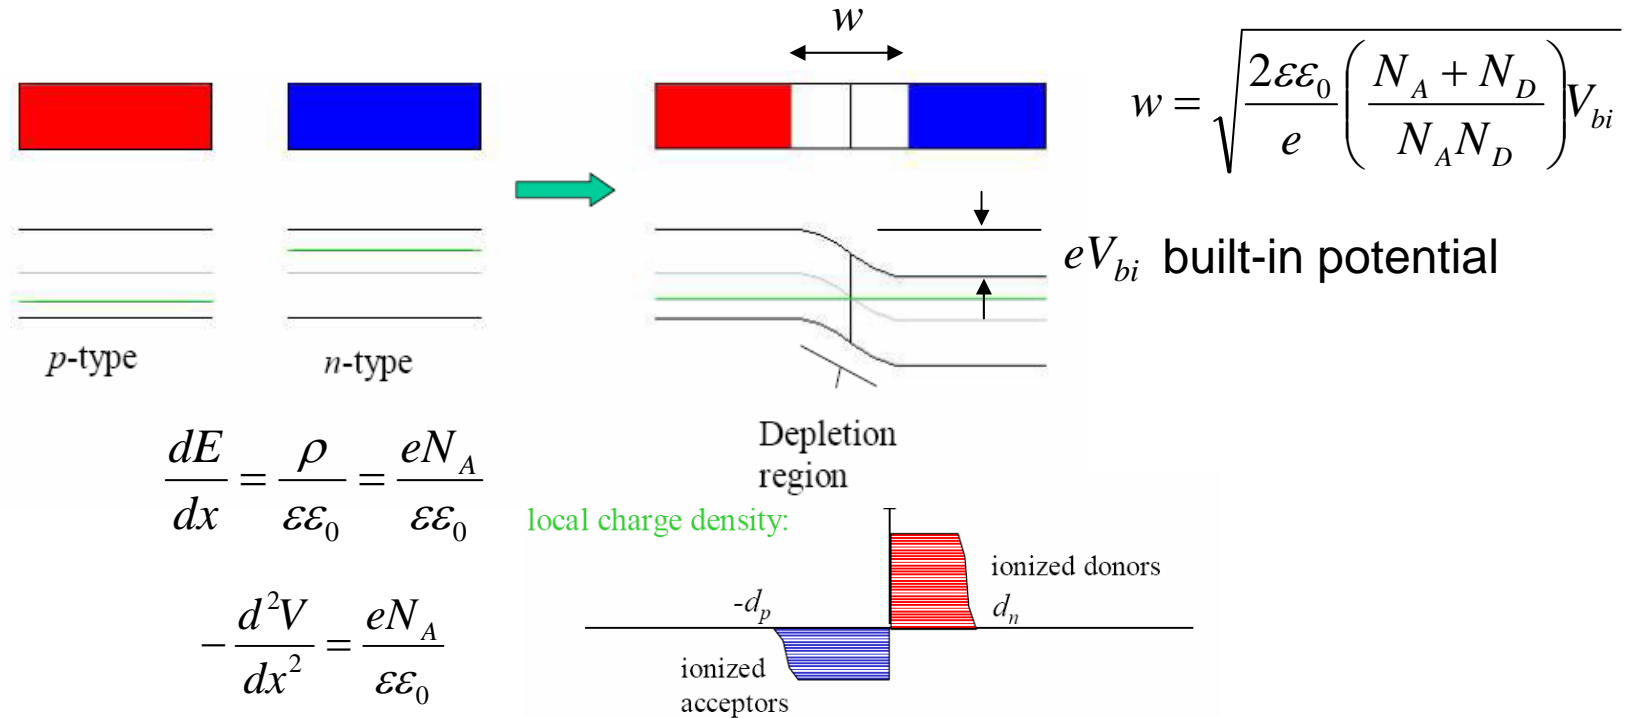 w
w = √(2εε₀/e ((N_A + N_D)/(N_A N_D)) V_bi)
eV_bi built-in potential
p-type
n-type
Depletion
region
dE/dx = ρ/εε₀ = eN_A/εε₀
local charge density:
ionized donors
-d_p
d_n
− d²V/dx² = eN_A/εε₀
ionized
acceptors